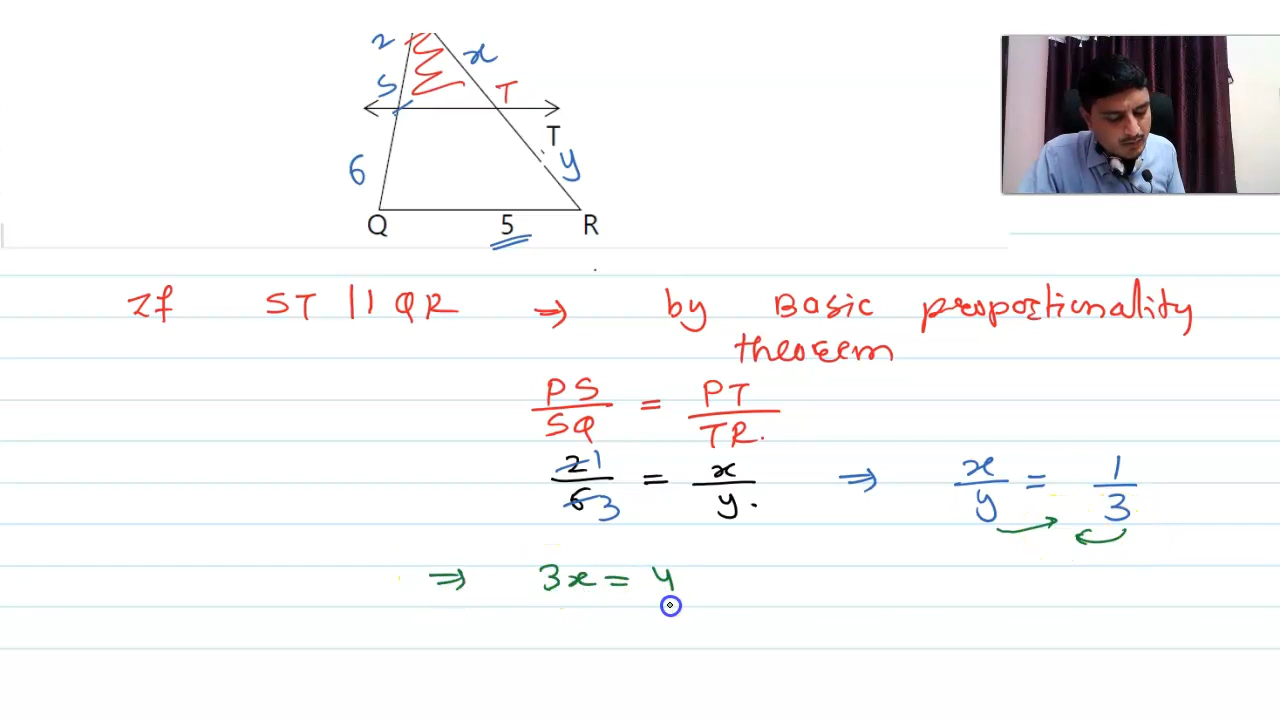 2 x
S T
T
6 y
Q 5 R
If ST || QR ⇒ by Basic proportionality
theorem
PS/SQ = PT/TR.
2 1/6 3 = x/y. ⇒ x/y = 1/3
⇒ 3x = y